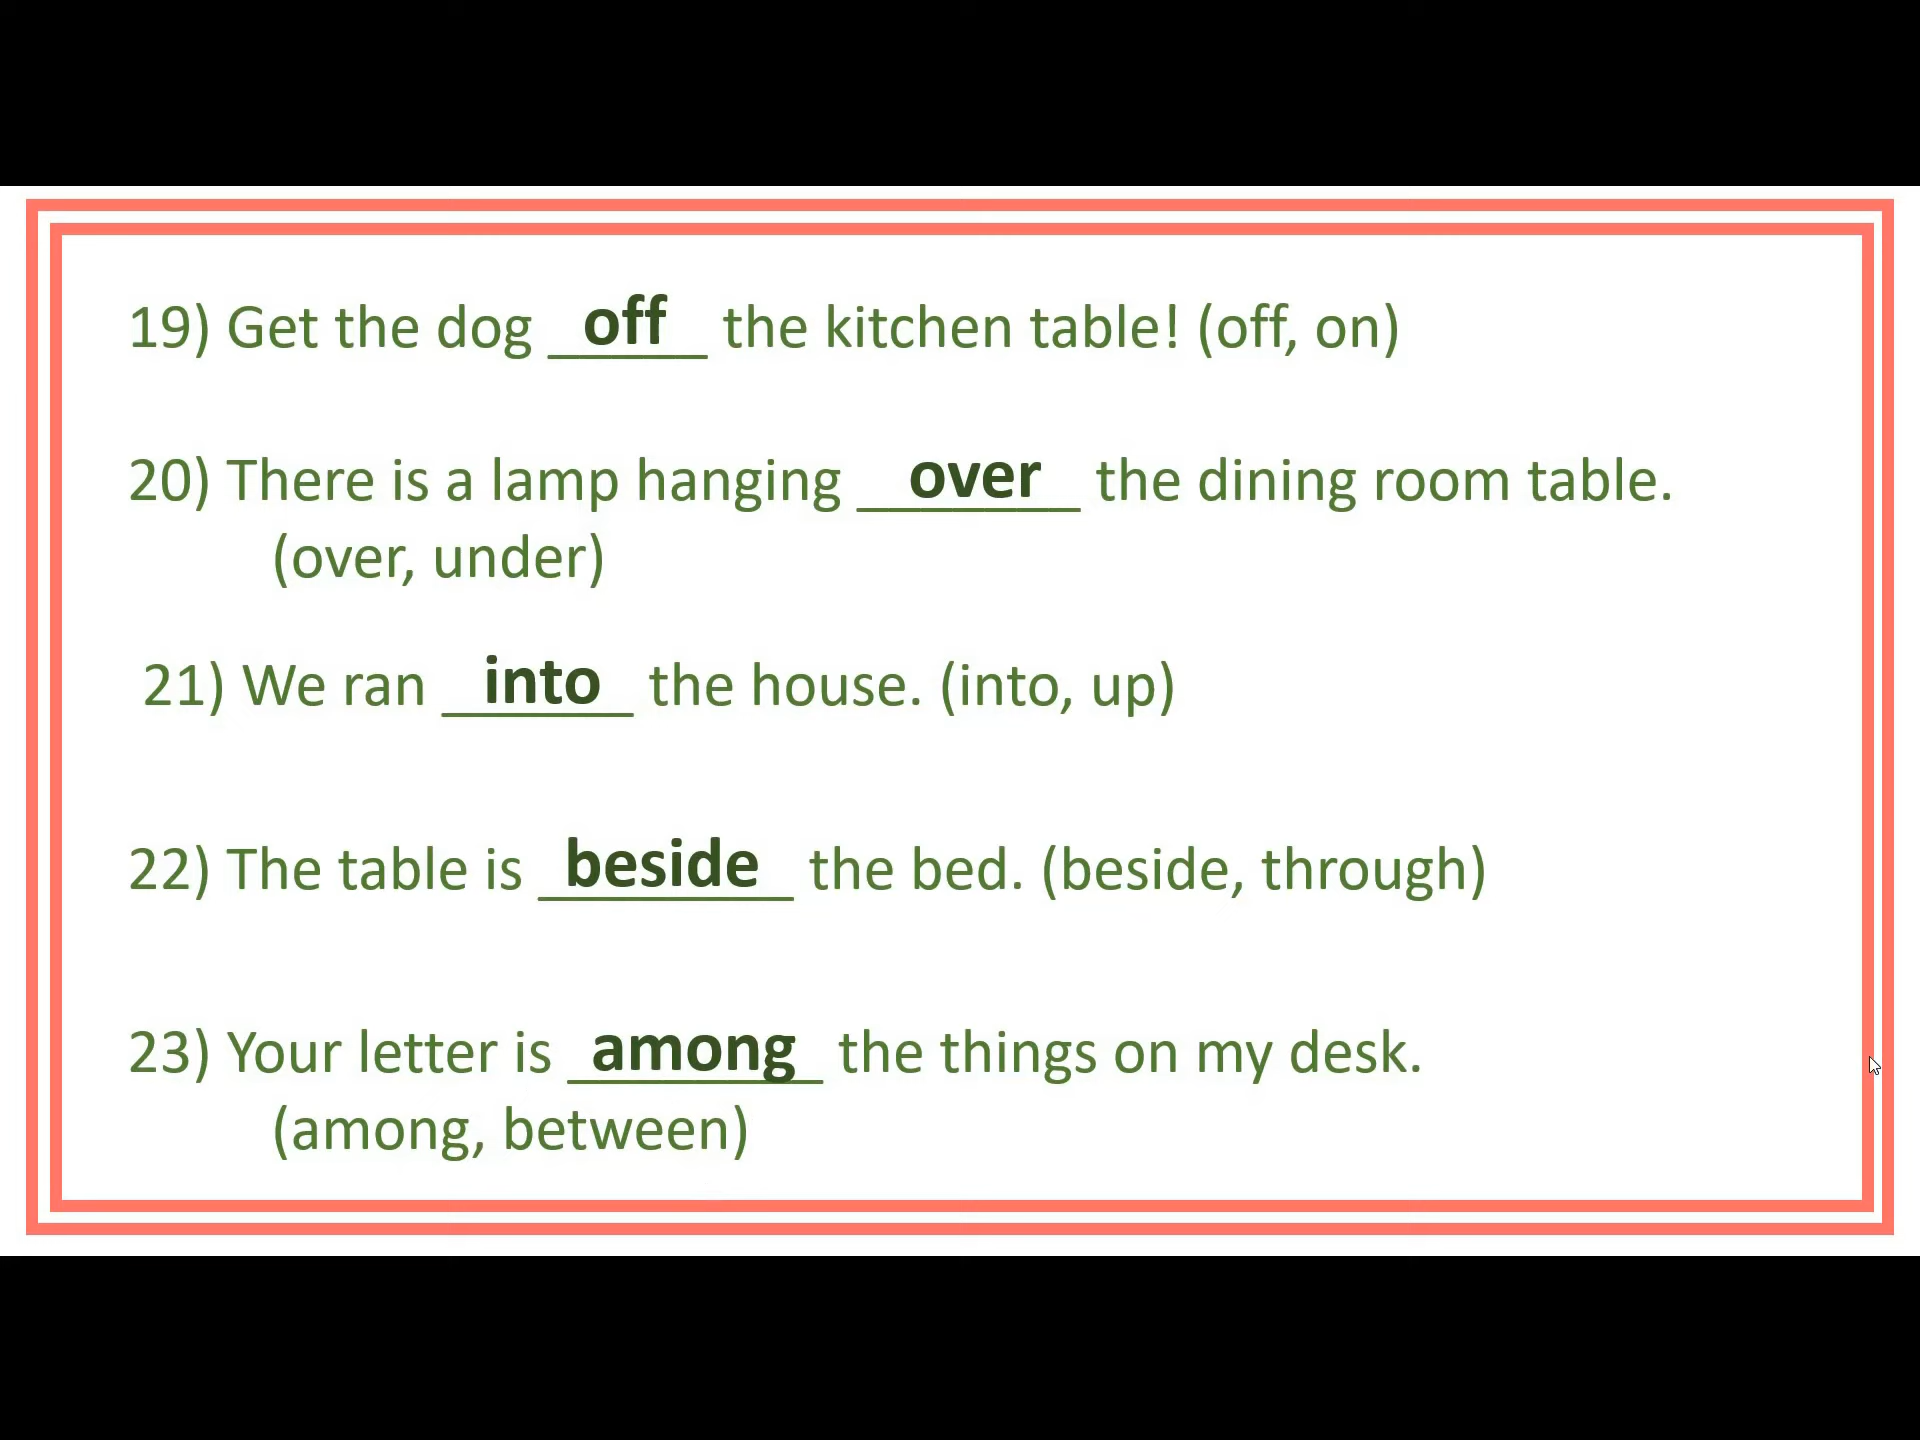 19) Get the dog off the kitchen table! (off, on)
20) There is a lamp hanging over the dining room table.
(over, under)
21) We ran into the house. (into, up)
22) The table is beside the bed. (beside, through)
23) Your letter is among the things on my desk.
(among, between)